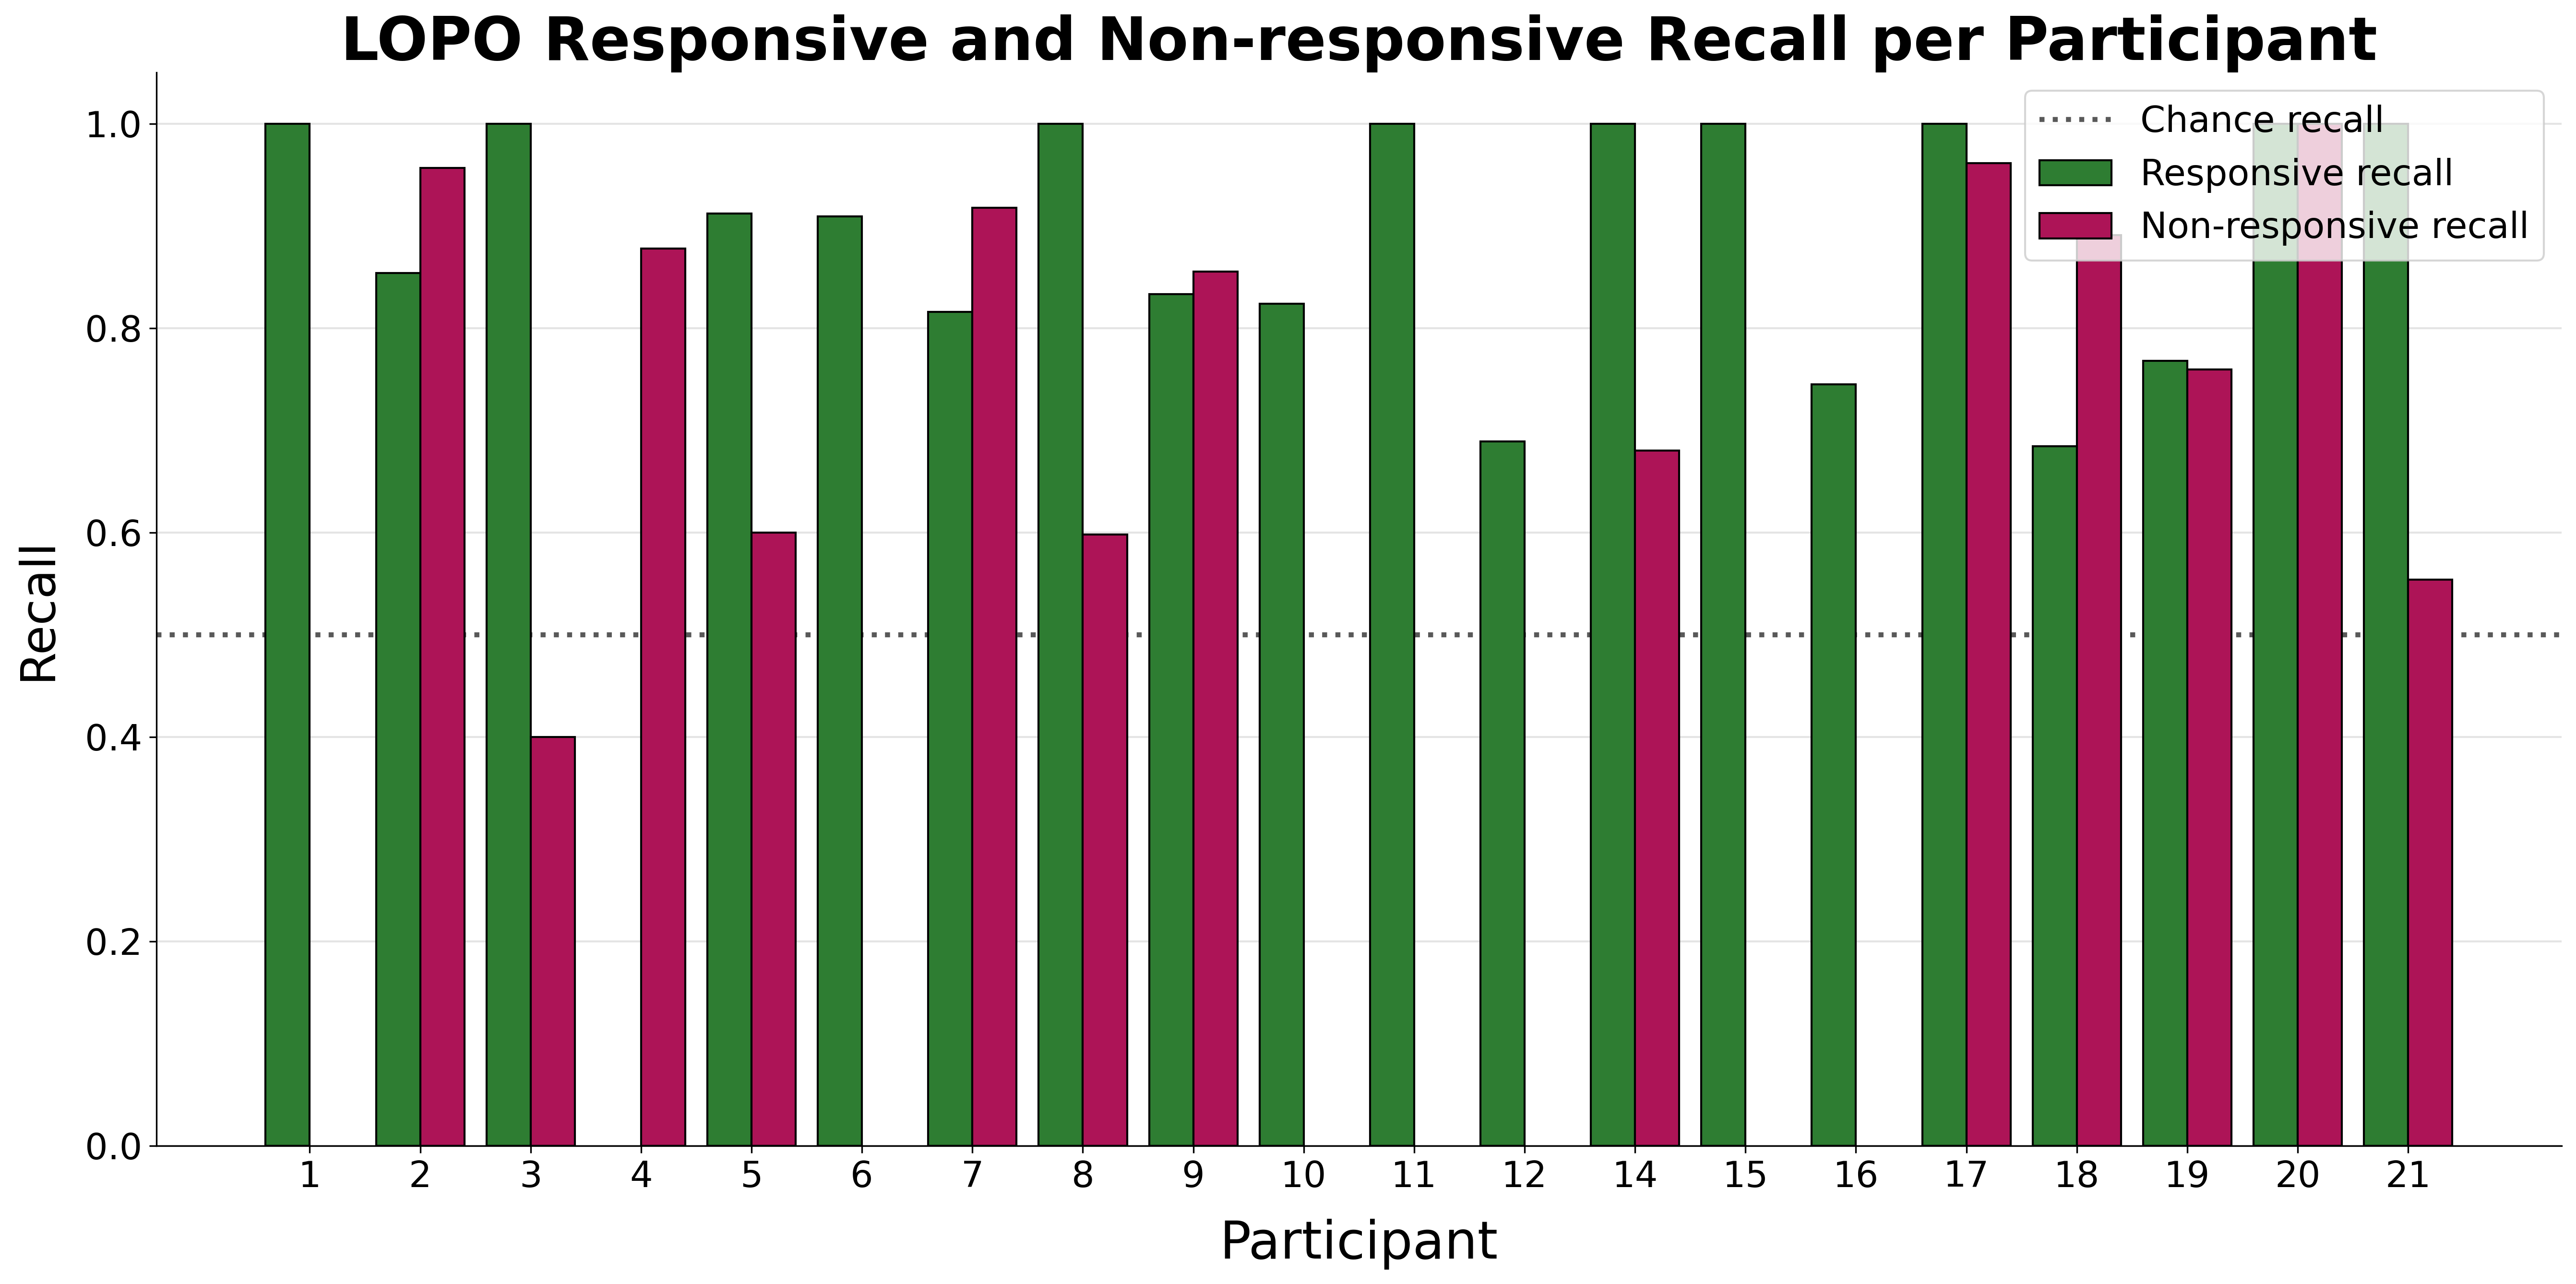 LOPO Responsive and Non-responsive Recall per Participant
Chance recall
Responsive recall
Non-responsive recall
1.0
0.8
0.6
0.4
0.2
0.0
Recall
1 2 3 4 5 6 7 8 9 10 11 12 14 15 16 17 18 19 20 21
Participant